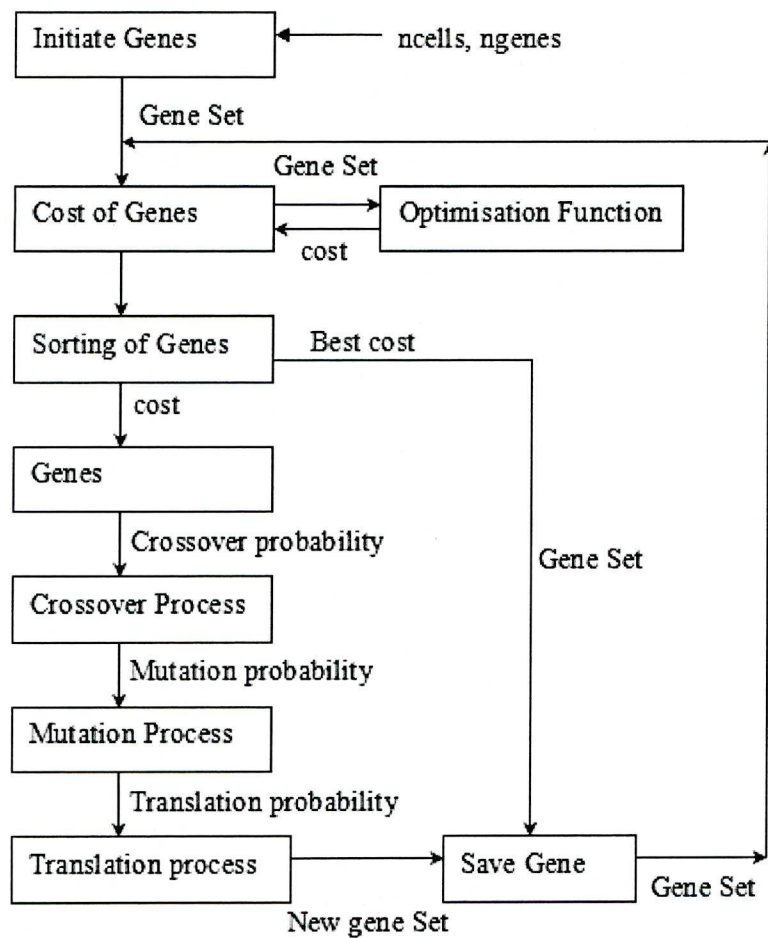 Initiate Genes
ncells, ngenes
Gene Set
Gene Set
Cost of Genes
Optimisation Function
cost
Sorting of Genes
Best cost
cost
Genes
Crossover probability
Gene Set
Crossover Process
Mutation probability
Mutation Process
Translation probability
Translation process
Save Gene
Gene Set
New gene Set